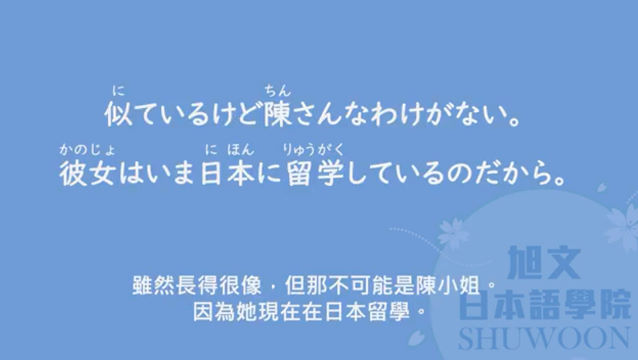 に ちん
似ているけど陳さんなわけがない。
かのじょ に ほん りゅうがく
彼女はいま日本に留学しているのだから。
雖然長得很像，但那不可能是陳小姐。
因為她現在在日本留學。
旭文
日本語學院
SHUWOON